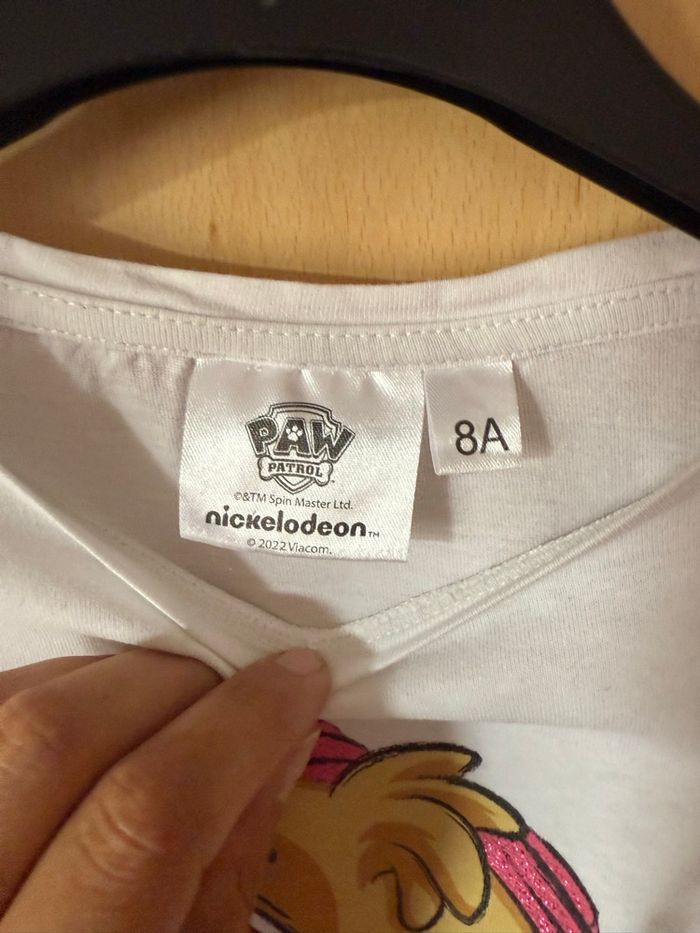 PAW
PATROL
©&TM Spin Master Ltd.
nickelodeon™
© 2022 Viacom.
8A